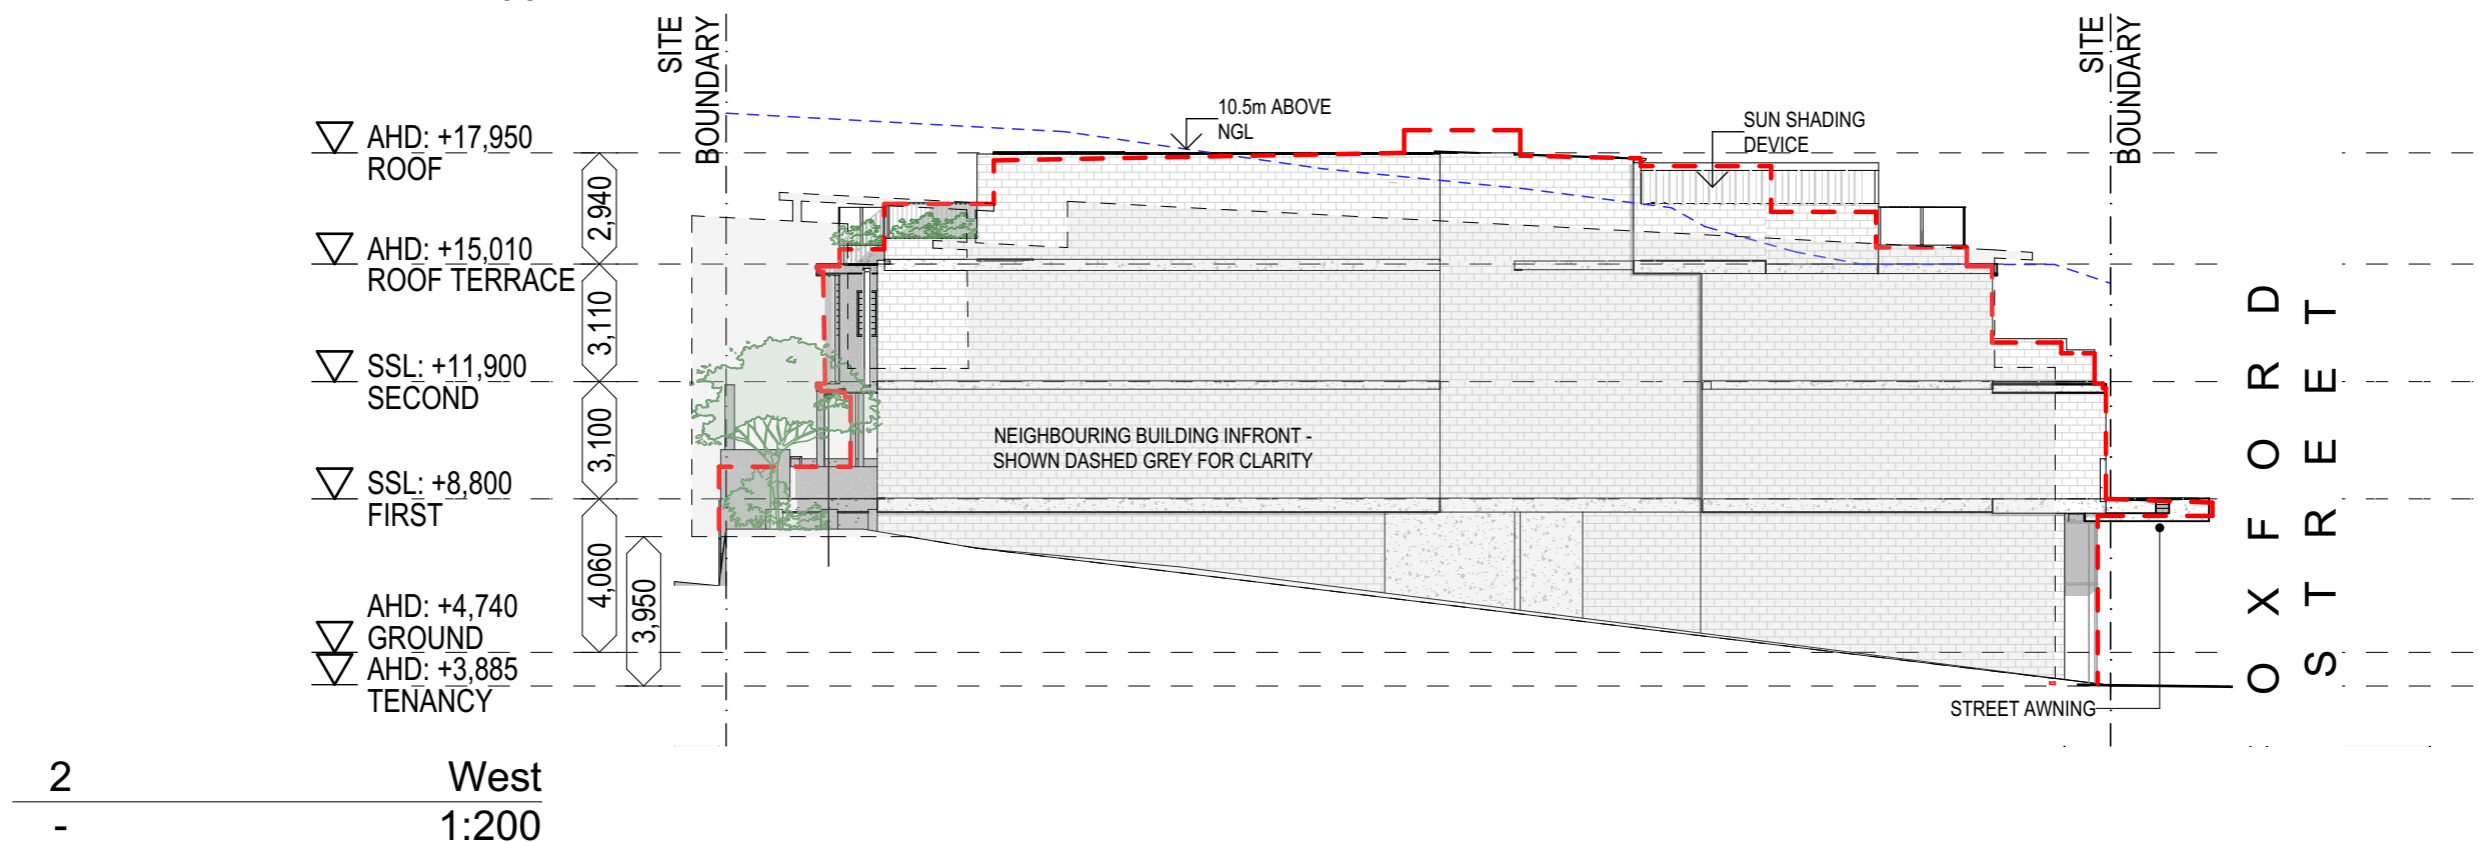 SITE
BOUNDARY
SITE
BOUNDARY
10.5m ABOVE
NGL
SUN SHADING
DEVICE
AHD: +17,950
ROOF
2,940
AHD: +15,010
ROOF TERRACE
3,110
SSL: +11,900
SECOND
3,100
NEIGHBOURING BUILDING INFRONT -
SHOWN DASHED GREY FOR CLARITY
SSL: +8,800
FIRST
4,060
3,950
AHD: +4,740
GROUND
AHD: +3,885
TENANCY
STREET AWNING
OXFORD
STREET
2 West
- 1:200